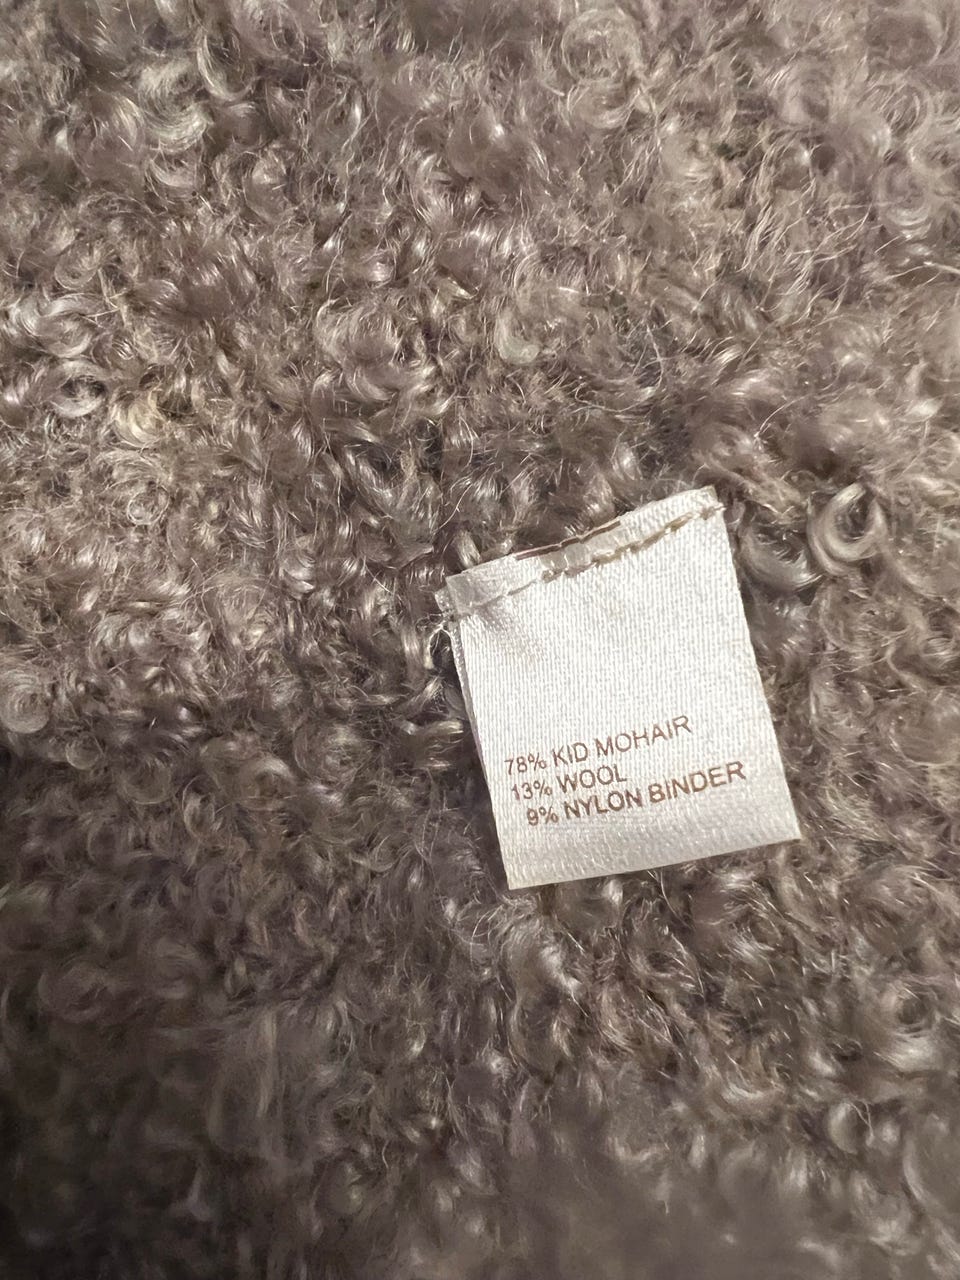 78% KID MOHAIR
13% WOOL
9% NYLON BINDER